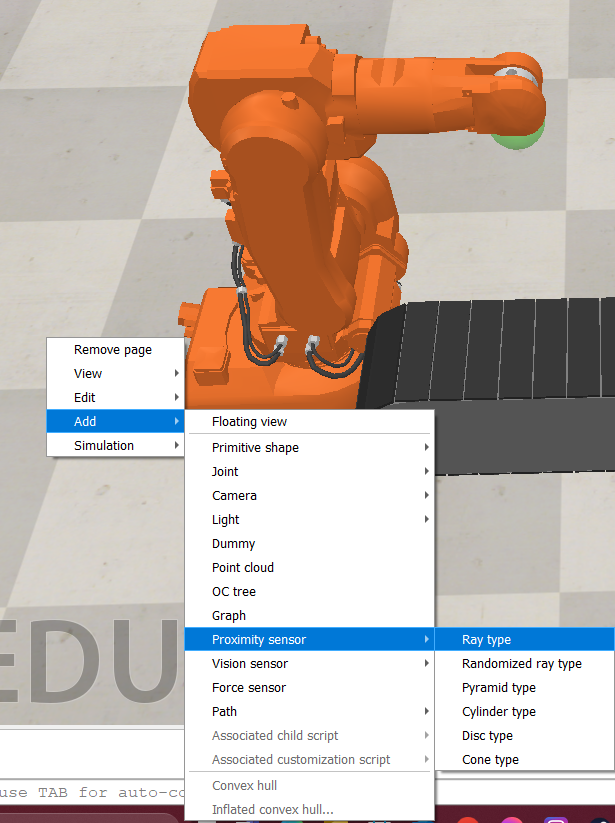 Remove page
View
Edit
Add
Simulation
Floating view
Primitive shape
Joint
Camera
Light
Dummy
Point cloud
OC tree
Graph
Proximity sensor
Vision sensor
Force sensor
Path
Associated child script
Associated customization script
Convex hull
Inflated convex hull...
Ray type
Randomized ray type
Pyramid type
Cylinder type
Disc type
Cone type
EDU
use TAB for auto-co